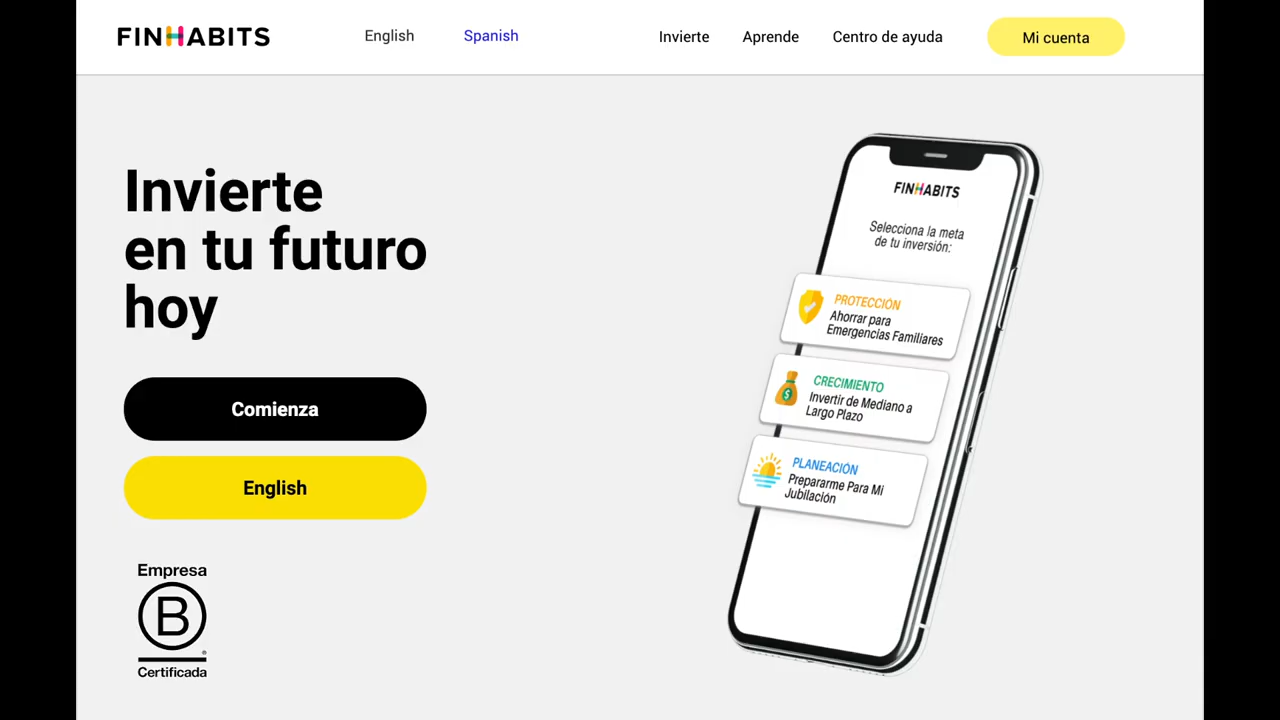 FINHABITS
English
Spanish
Invierte
Aprende
Centro de ayuda
Mi cuenta
Invierte
en tu futuro
hoy
Comienza
English
Empresa
B
®
Certificada
FINHABITS
Selecciona la meta
de tu inversión:
PROTECCIÓN
Ahorrar para
Emergencias Familiares
CRECIMIENTO
Invertir de Mediano a
Largo Plazo
PLANEACIÓN
Prepararme Para Mi
Jubilación